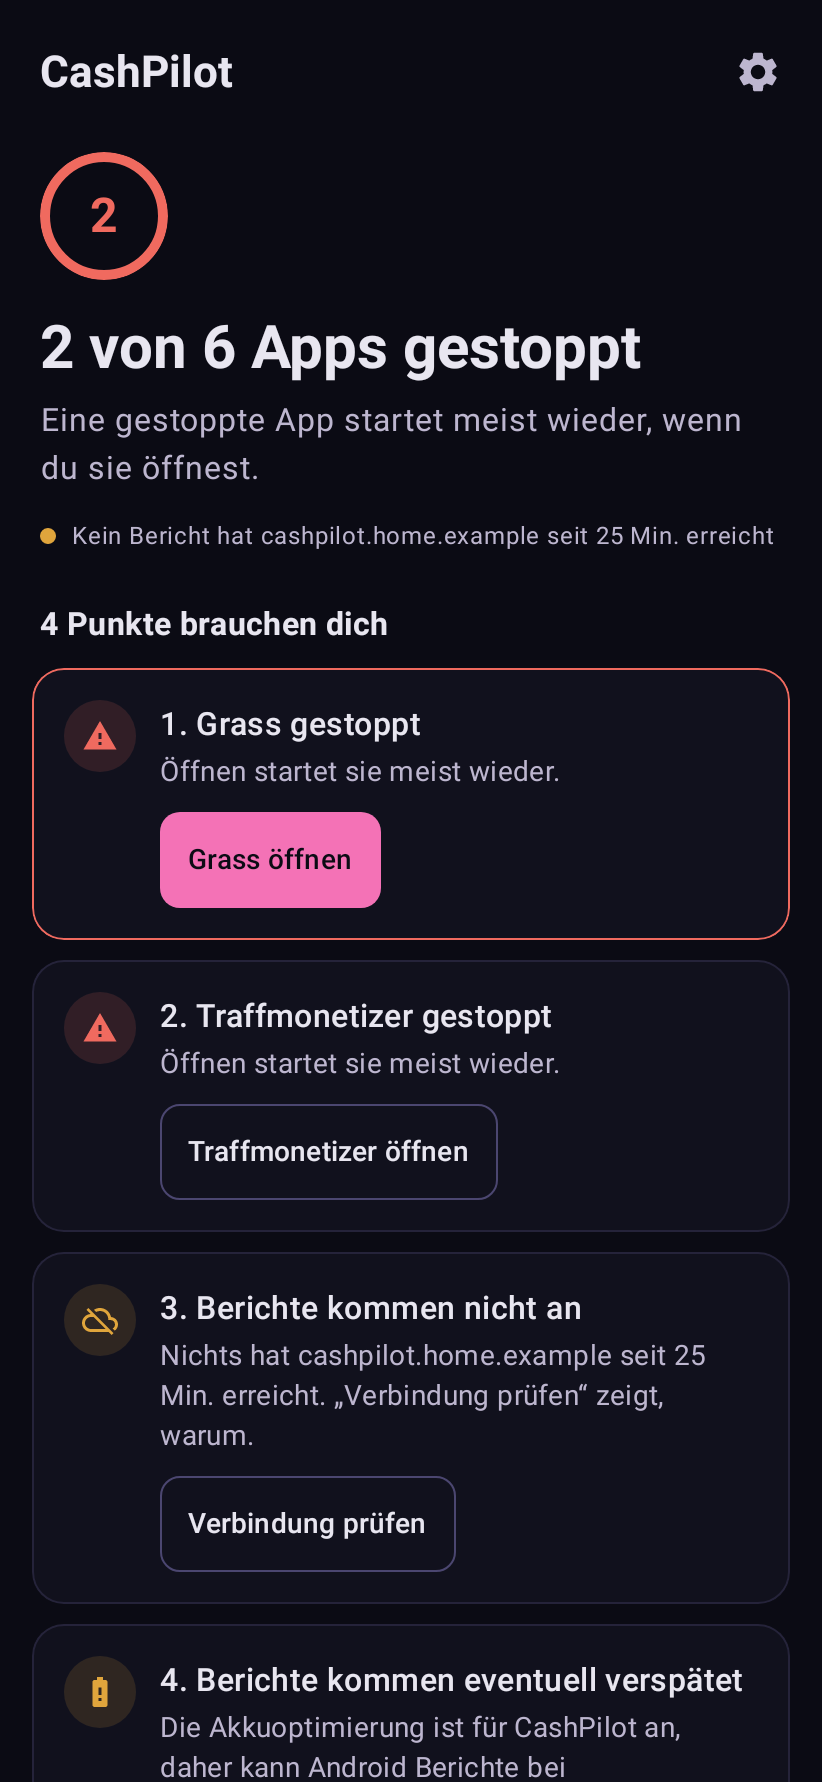 CashPilot
2
2 von 6 Apps gestoppt
Eine gestoppte App startet meist wieder, wenn
du sie öffnest.
Kein Bericht hat cashpilot.home.example seit 25 Min. erreicht
4 Punkte brauchen dich
1. Grass gestoppt
Öffnen startet sie meist wieder.
Grass öffnen
2. Traffmonetizer gestoppt
Öffnen startet sie meist wieder.
Traffmonetizer öffnen
3. Berichte kommen nicht an
Nichts hat cashpilot.home.example seit 25
Min. erreicht. „Verbindung prüfen“ zeigt,
warum.
Verbindung prüfen
4. Berichte kommen eventuell verspätet
Die Akkuoptimierung ist für CashPilot an,
daher kann Android Berichte bei